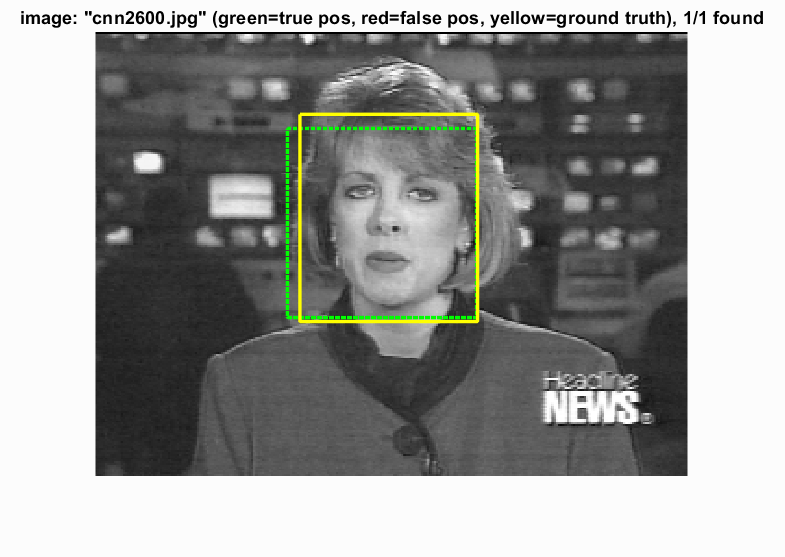 image: "cnn2600.jpg" (green=true pos, red=false pos, yellow=ground truth), 1/1 found
Headline
NEWS